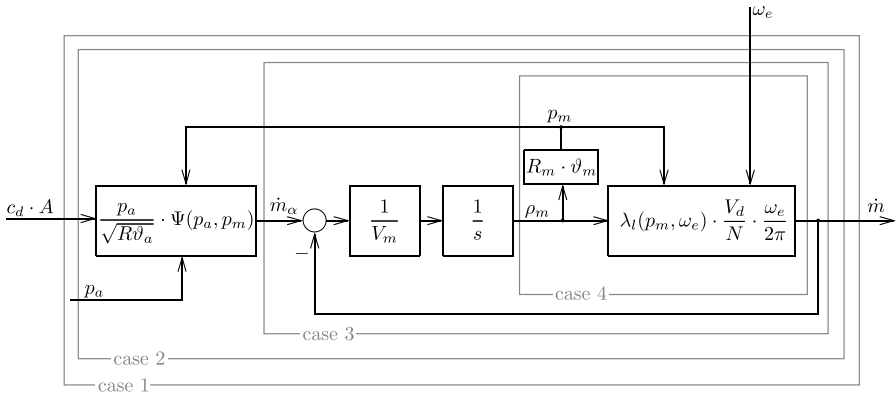 ω_e
p_m
R_m · ϑ_m
c_d · A
p_a / √(Rϑ_a) · Ψ(p_a, p_m)
ṁ_α
1 / V_m
1 / s
ρ_m
λ_l(p_m, ω_e) · V_d / N · ω_e / 2π
ṁ
−
p_a
case 4
case 3
case 2
case 1